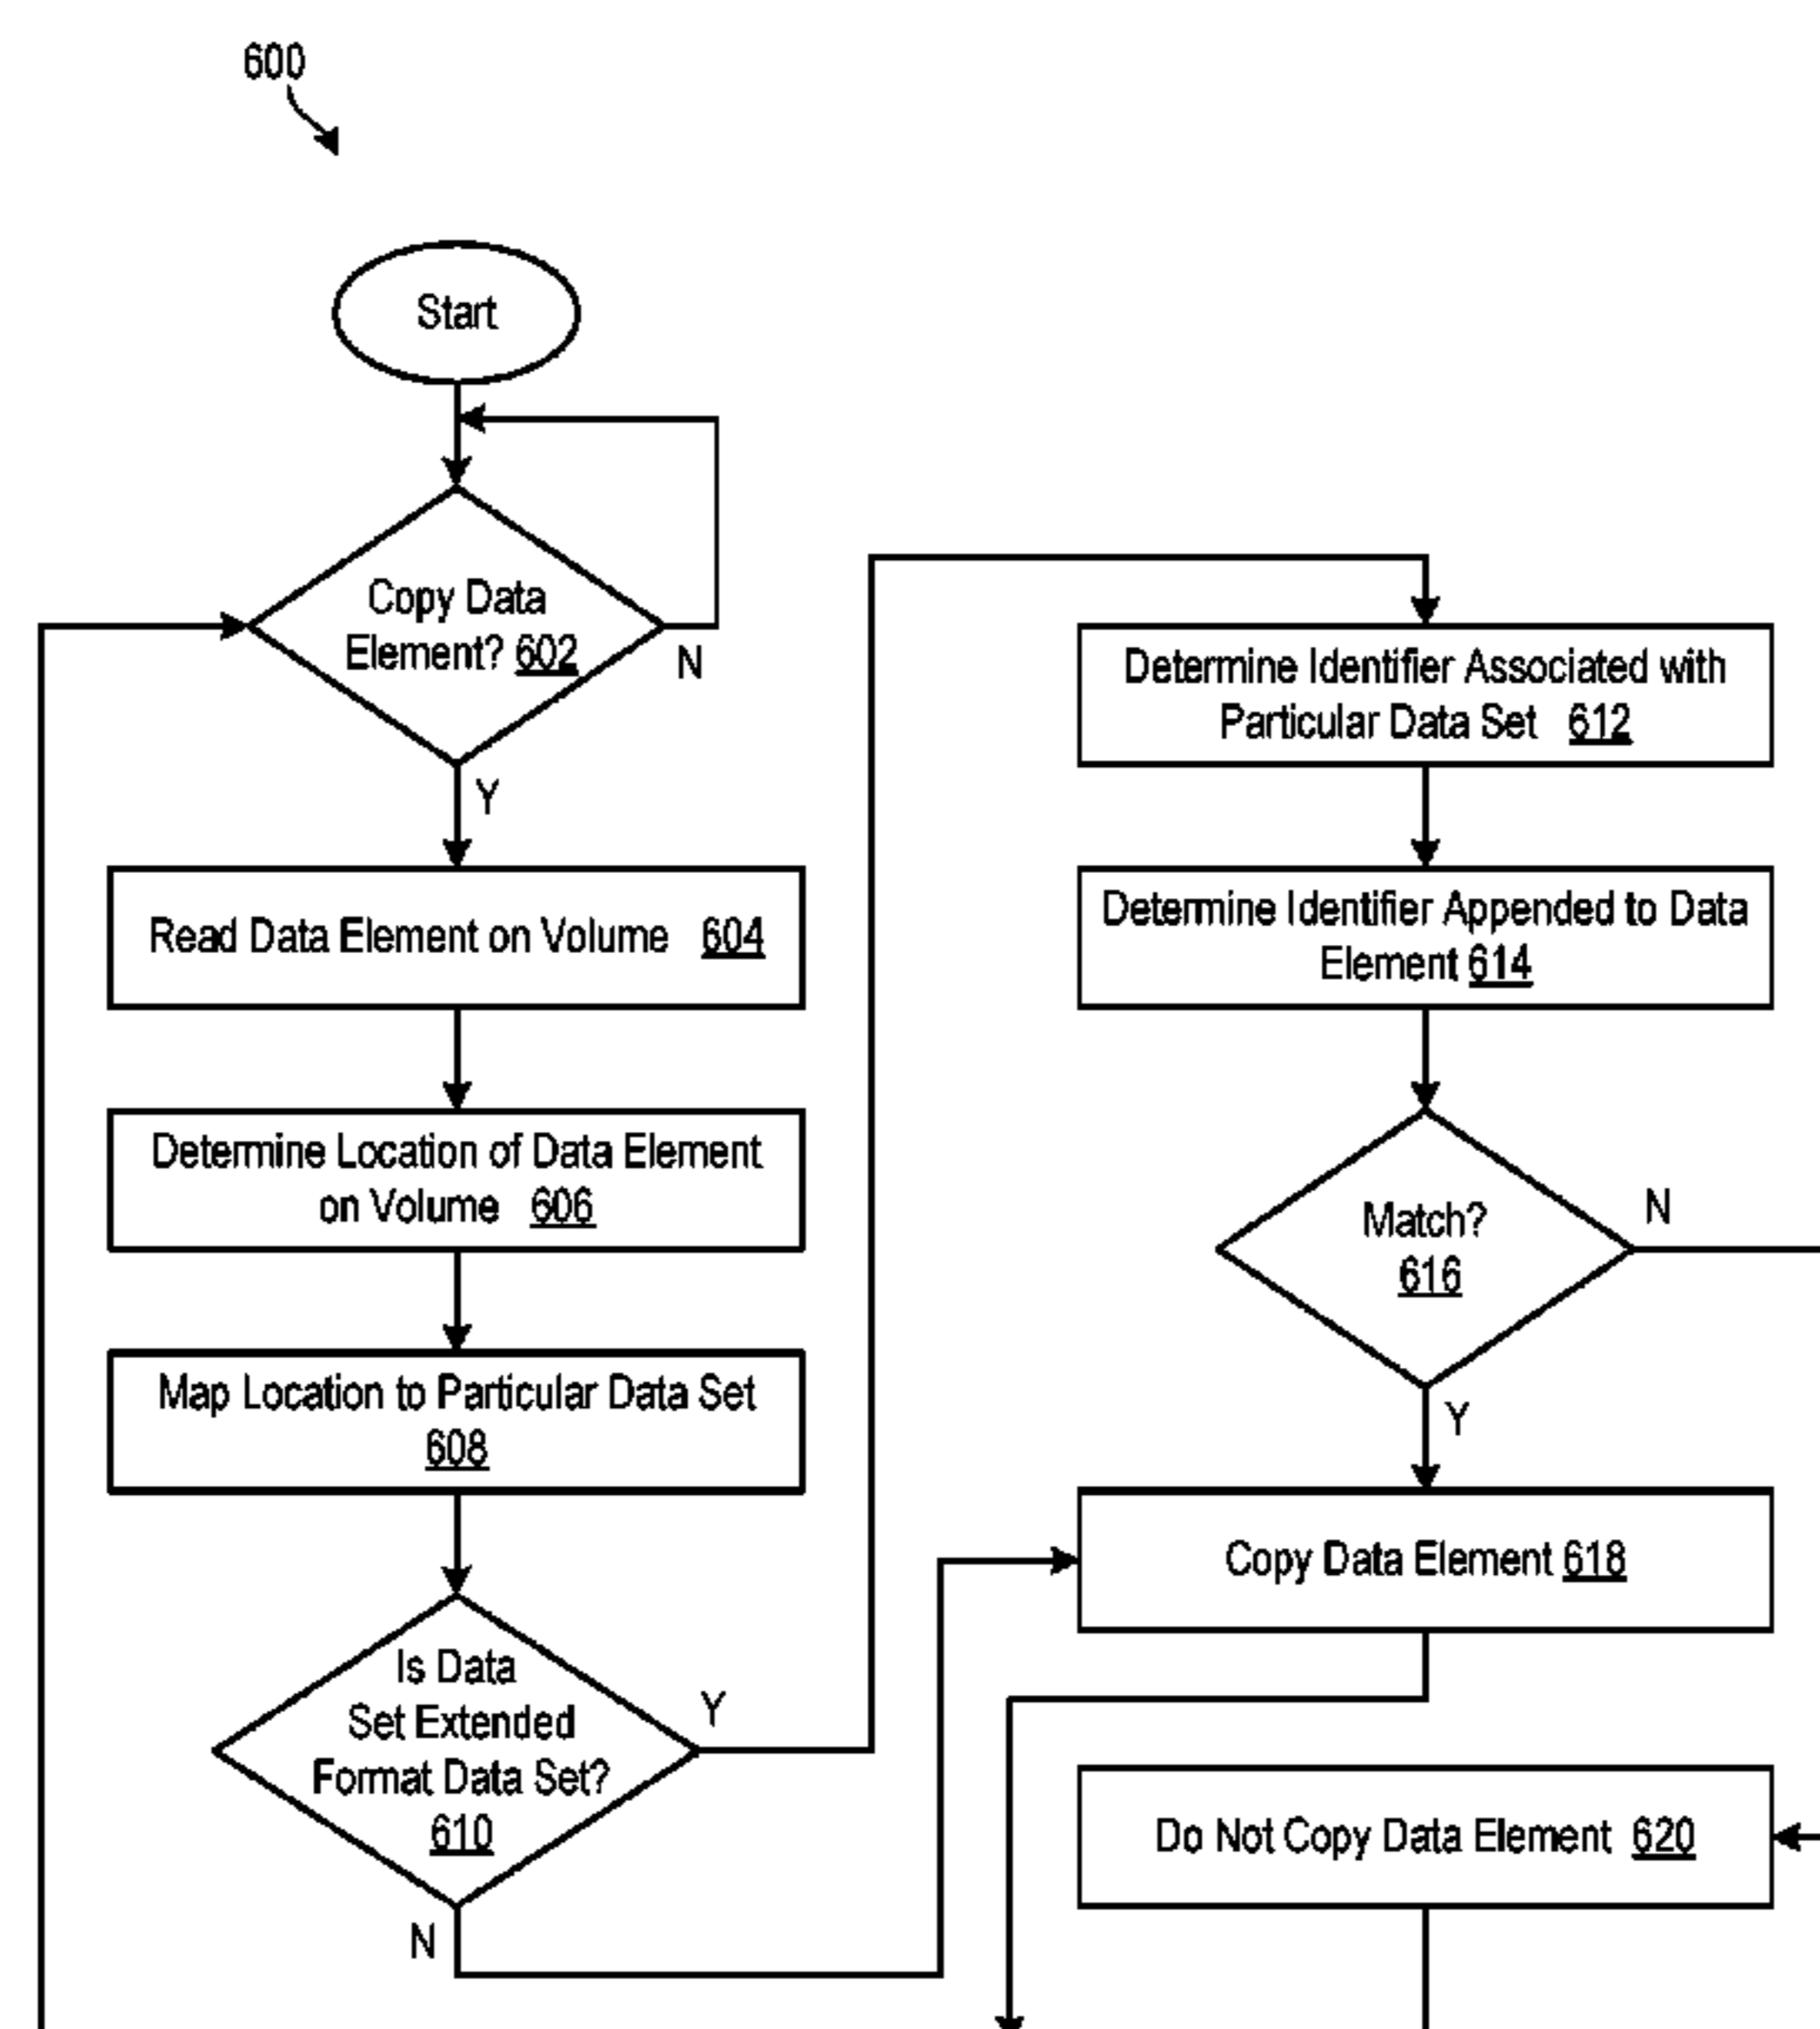 600
Start
Copy Data
Element? 602
N
Y
Read Data Element on Volume 604
Determine Location of Data Element
on Volume 606
Map Location to Particular Data Set
608
Is Data
Set Extended
Format Data Set?
610
Y
N
Determine Identifier Associated with
Particular Data Set 612
Determine Identifier Appended to Data
Element 614
Match?
616
N
Y
Copy Data Element 618
Do Not Copy Data Element 620